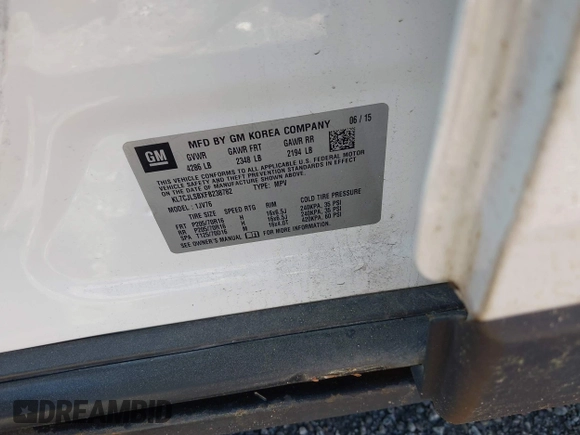 GM
MFD BY GM KOREA COMPANY
06 / 15
GVWR GAWR FRT GAWR RR
4286 LB 2348 LB 2194 LB
THIS VEHICLE CONFORMS TO ALL APPLICABLE U.S. FEDERAL MOTOR
VEHICLE SAFETY AND THEFT PREVENTION STANDARDS IN EFFECT
ON THE DATE OF MANUFACTURE SHOWN ABOVE.
KL7CJLSBXFB238782 TYPE: MPV
MODEL: 1JV76
TIRE SIZE SPEED RTG RIM COLD TIRE PRESSURE
FRT P205/70R16 H 16x6.5J 240KPA, 35 PSI
RR P205/70R16 H 16x6.5J 240KPA, 35 PSI
SPA T125/70D16 M 16x4.0T 420KPA, 60 PSI
SEE OWNER'S MANUAL FOR MORE INFORMATION.
DREAMBID